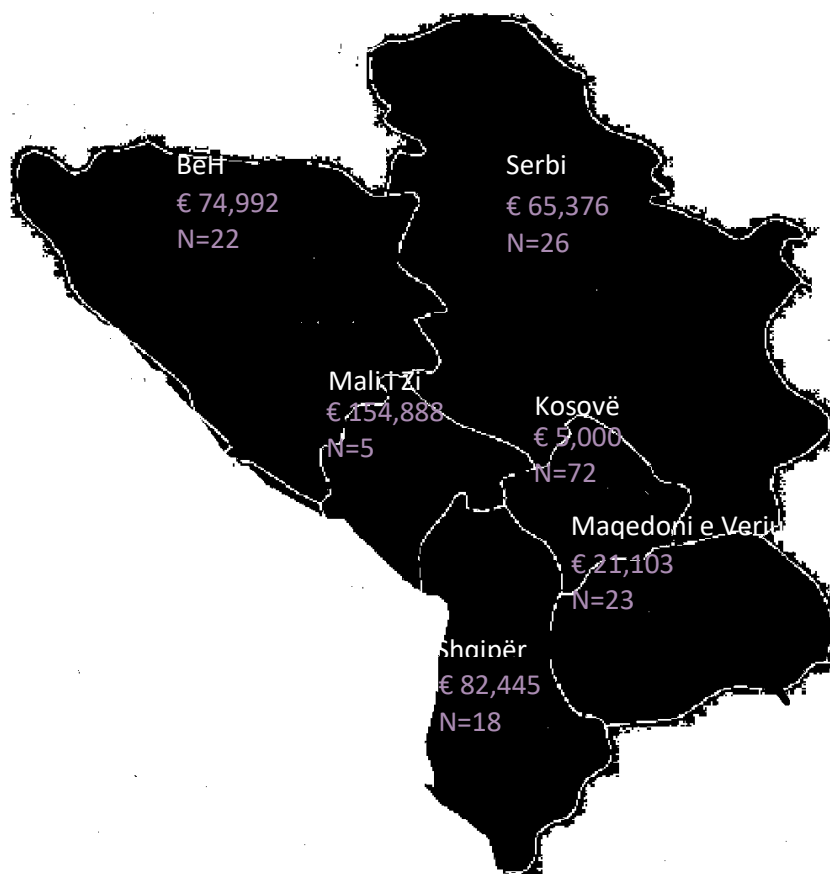 BeH
€ 74,992
N=22
Serbi
€ 65,376
N=26
Mali i Zi
€ 154,888
N=5
Kosovë
€ 5,000
N=72
Maqedoni e Veriu
€ 21,103
N=23
Shqipër
€ 82,445
N=18